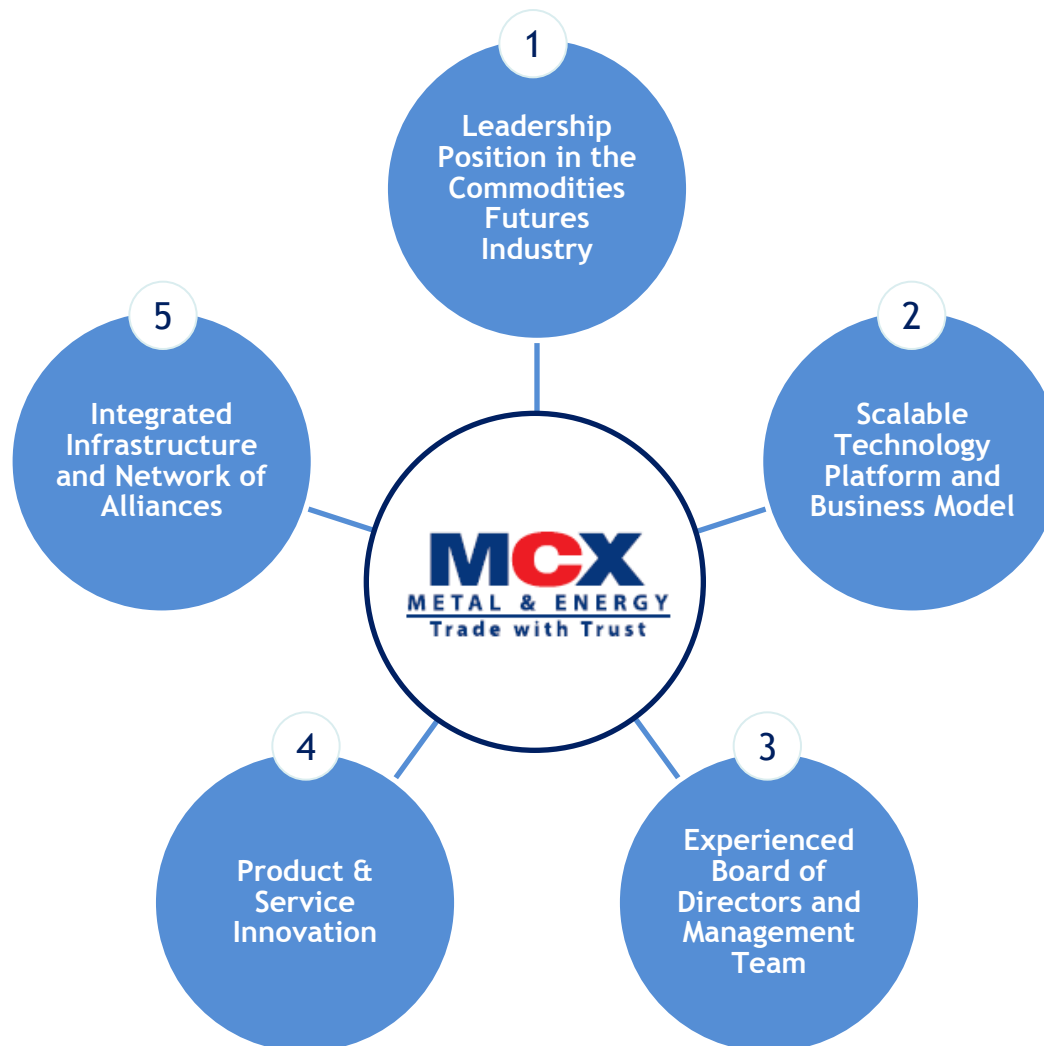 1
Leadership
Position in the
Commodities
Futures
Industry
2
Scalable
Technology
Platform and
Business Model
3
Experienced
Board of
Directors and
Management
Team
4
Product &
Service
Innovation
5
Integrated
Infrastructure
and Network of
Alliances
MCX
METAL & ENERGY
Trade with Trust